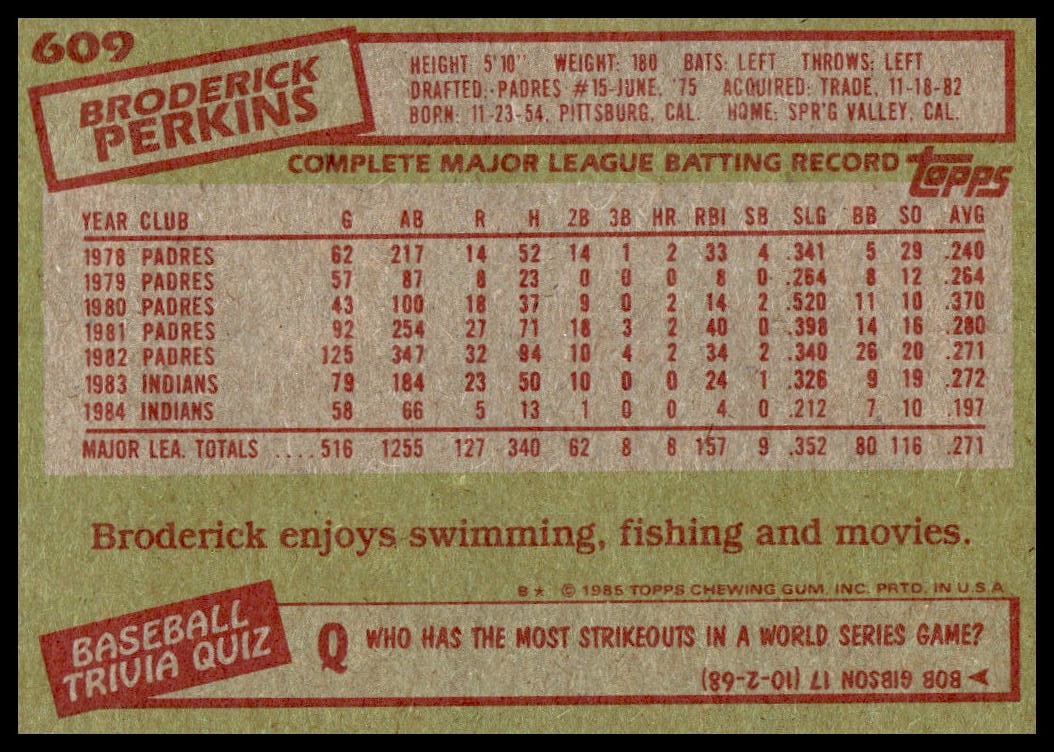 609
BRODERICK
PERKINS
HEIGHT 5'10" WEIGHT: 180 BATS: LEFT THROWS: LEFT
DRAFTED: PADRES #15-JUNE, '75 ACQUIRED: TRADE, 11-18-82
BORN: 11-23-54, PITTSBURG, CAL. HOME: SPR'G VALLEY, CAL.
COMPLETE MAJOR LEAGUE BATTING RECORD topps
YEAR CLUB G AB R H 2B 3B HR RBI SB SLG BB SO AVG
1978 PADRES 62 217 14 52 14 1 2 33 4 .341 5 29 .240
1979 PADRES 57 87 8 23 0 0 0 8 0 .264 8 12 .264
1980 PADRES 43 100 18 37 9 0 2 14 2 .520 11 10 .370
1981 PADRES 92 254 27 71 18 3 2 40 0 .398 14 16 .280
1982 PADRES 125 347 32 94 10 4 2 34 2 .340 26 20 .271
1983 INDIANS 79 184 23 50 10 0 0 24 1 .326 9 19 .272
1984 INDIANS 58 66 5 13 1 0 0 4 0 .212 7 10 .197
MAJOR LEA. TOTALS ....516 1255 127 340 62 8 8 157 9 .352 80 116 .271
Broderick enjoys swimming, fishing and movies.
B* © 1985 TOPPS CHEWING GUM, INC. PRTD. IN U.S.A.
BASEBALL
TRIVIA QUIZ
Q WHO HAS THE MOST STRIKEOUTS IN A WORLD SERIES GAME?
BOB GIBSON 17 (10-2-68)